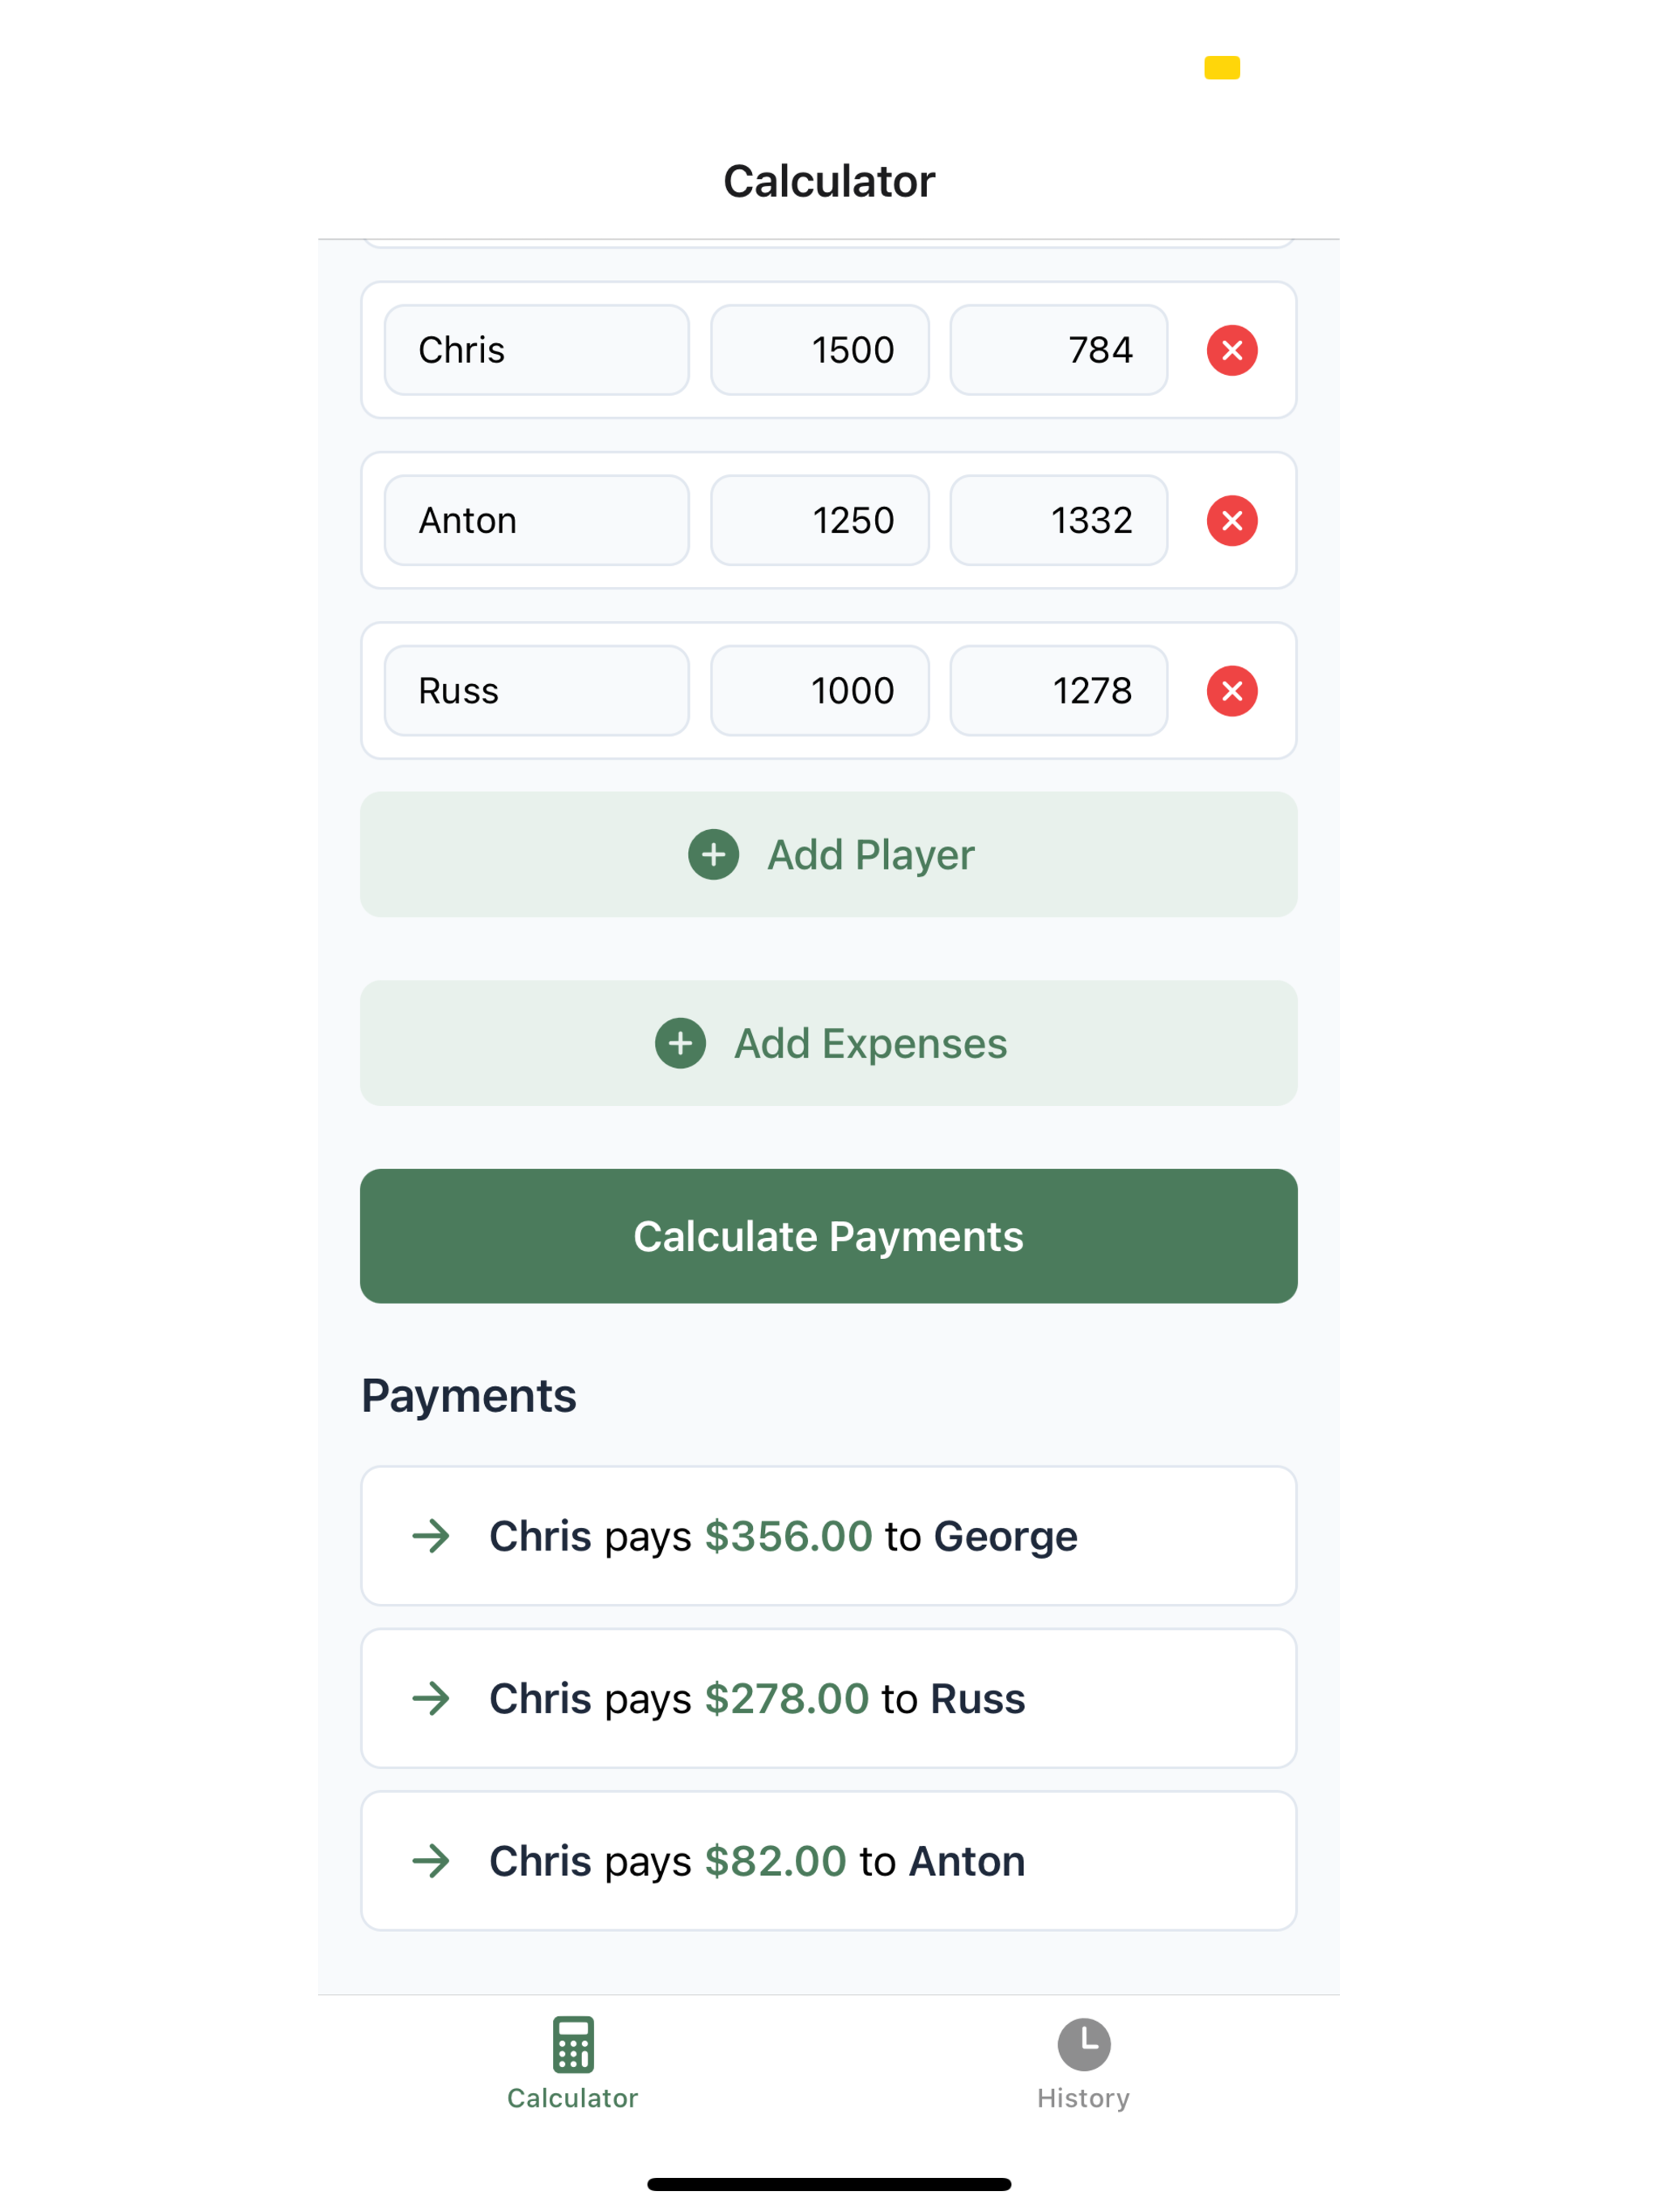 Calculator
Chris 1500 784
Anton 1250 1332
Russ 1000 1278
Add Player
Add Expenses
Calculate Payments
Payments
Chris pays $356.00 to George
Chris pays $278.00 to Russ
Chris pays $82.00 to Anton
Calculator History